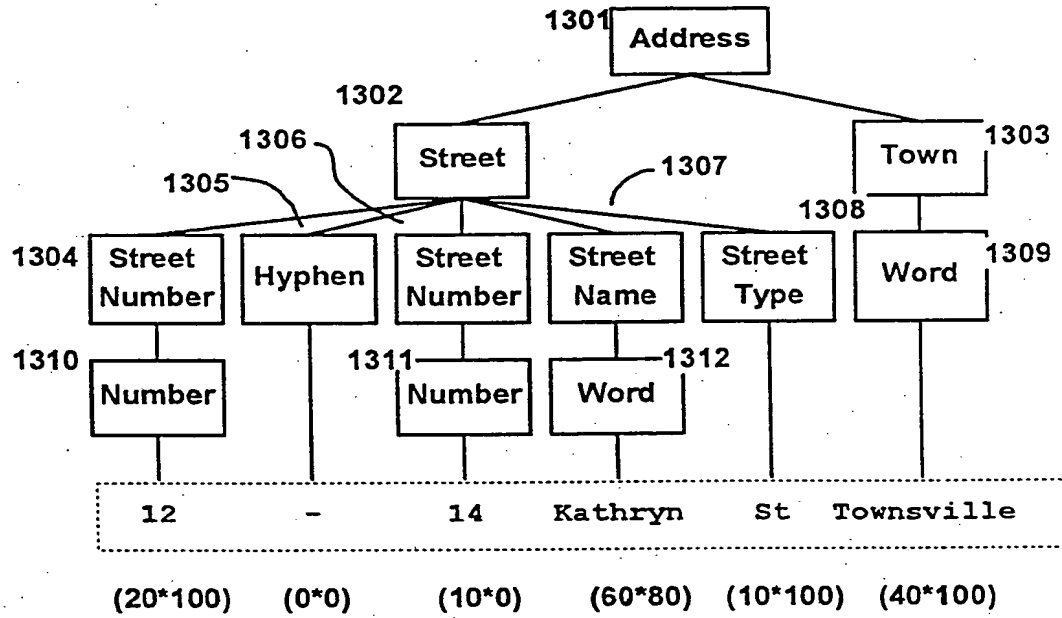 1301
Address
1302
1306
Street
Town
1303
1305
1307
1308
1304
Street Number
Hyphen
Street Number
Street Name
Street Type
Word
1309
1310
Number
1311
Number
Word
1312
12 - 14 Kathryn St Townsville
(20*100) (0*0) (10*0) (60*80) (10*100) (40*100)